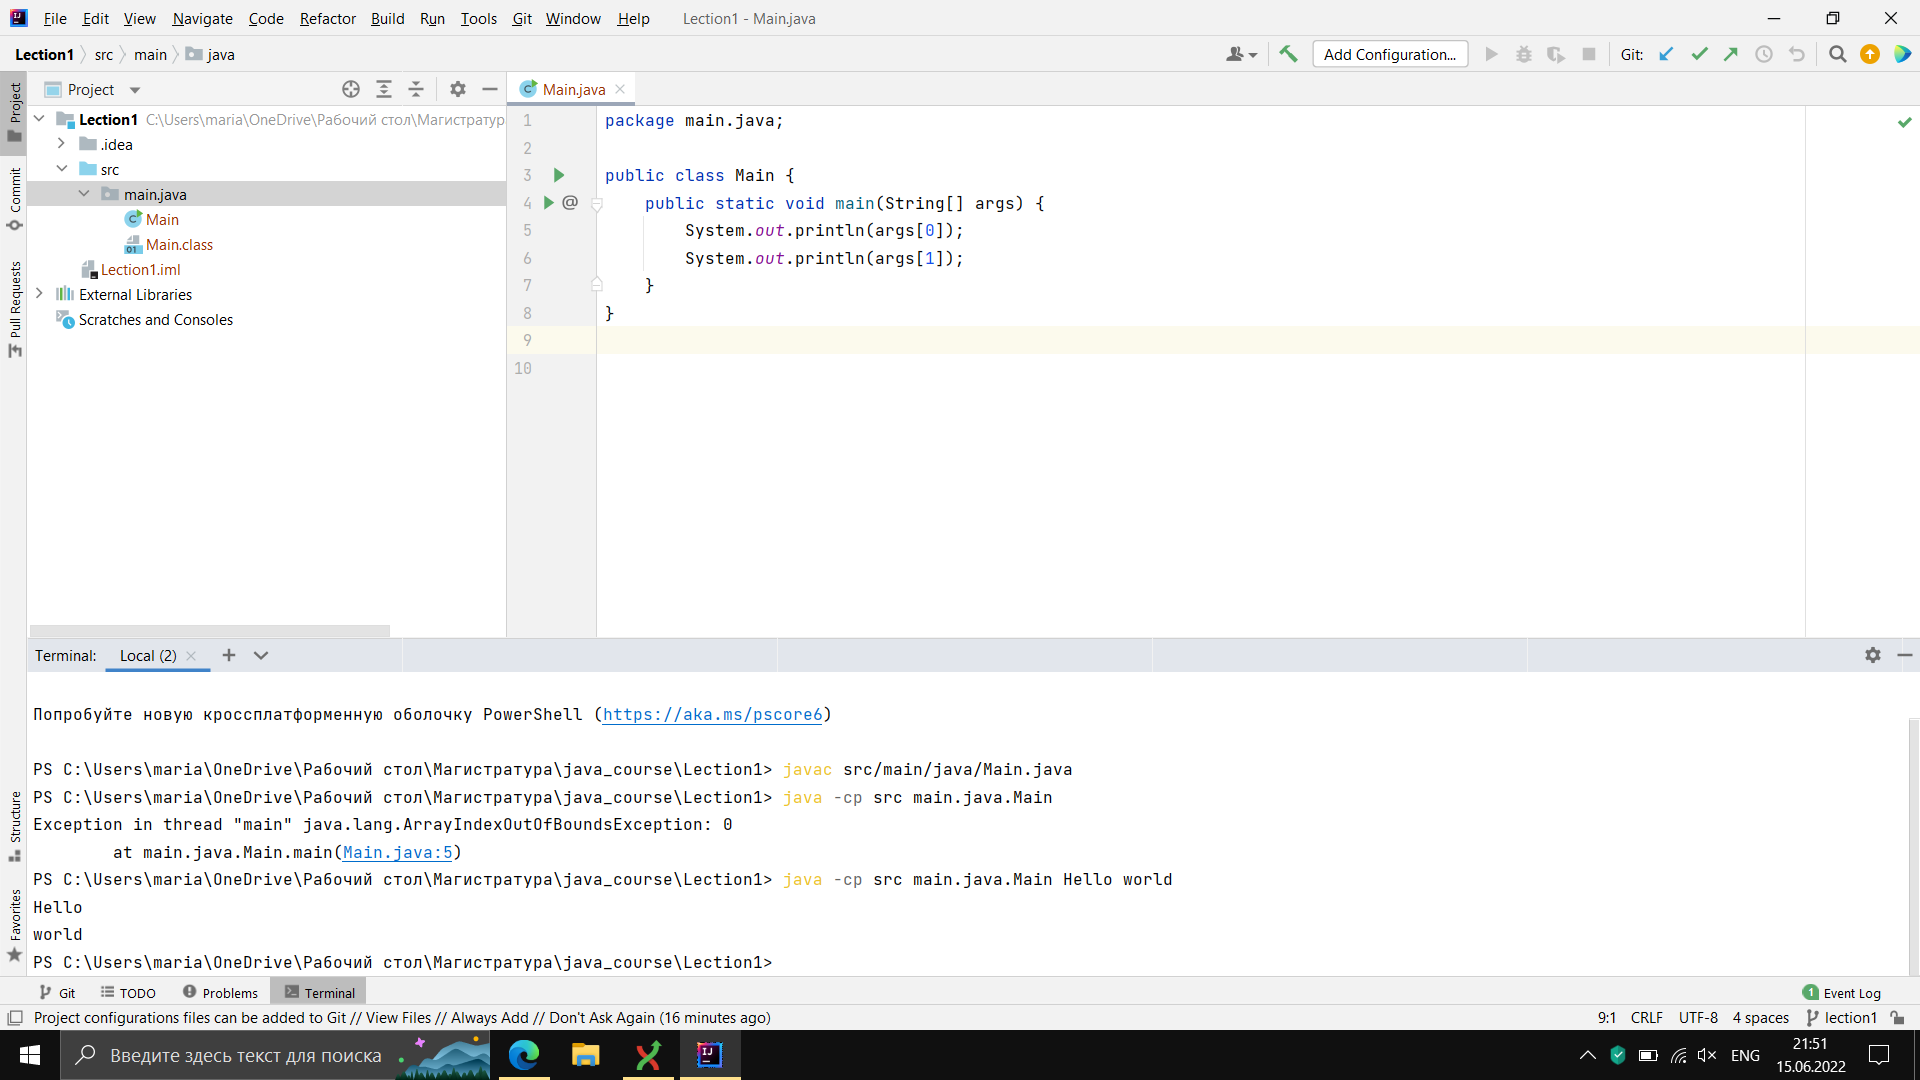 File Edit View Navigate Code Refactor Build Run Tools Git Window Help Lection1 - Main.java
Lection1 src main java Add Configuration... Git:
Project Main.java
Lection1 C:\Users\maria\OneDrive\Рабочий стол\Магистратур
.idea
src
main.java
Main
Main.class
Lection1.iml
External Libraries
Scratches and Consoles
Project
Commit
Pull Requests
Structure
Favorites
1 package main.java;
2
3 public class Main {
4 @ public static void main(String[] args) {
5 System.out.println(args[0]);
6 System.out.println(args[1]);
7 }
8 }
9
10
Terminal: Local (2)
Попробуйте новую кроссплатформенную оболочку PowerShell (https://aka.ms/pscore6)
PS C:\Users\maria\OneDrive\Рабочий стол\Магистратура\java_course\Lection1> javac src/main/java/Main.java
PS C:\Users\maria\OneDrive\Рабочий стол\Магистратура\java_course\Lection1> java -cp src main.java.Main
Exception in thread "main" java.lang.ArrayIndexOutOfBoundsException: 0
at main.java.Main.main(Main.java:5)
PS C:\Users\maria\OneDrive\Рабочий стол\Магистратура\java_course\Lection1> java -cp src main.java.Main Hello world
Hello
world
PS C:\Users\maria\OneDrive\Рабочий стол\Магистратура\java_course\Lection1>
Git TODO Problems Terminal 1 Event Log
Project configurations files can be added to Git // View Files // Always Add // Don't Ask Again (16 minutes ago) 9:1 CRLF UTF-8 4 spaces lection1
Введите здесь текст для поиска ENG 21:51
15.06.2022